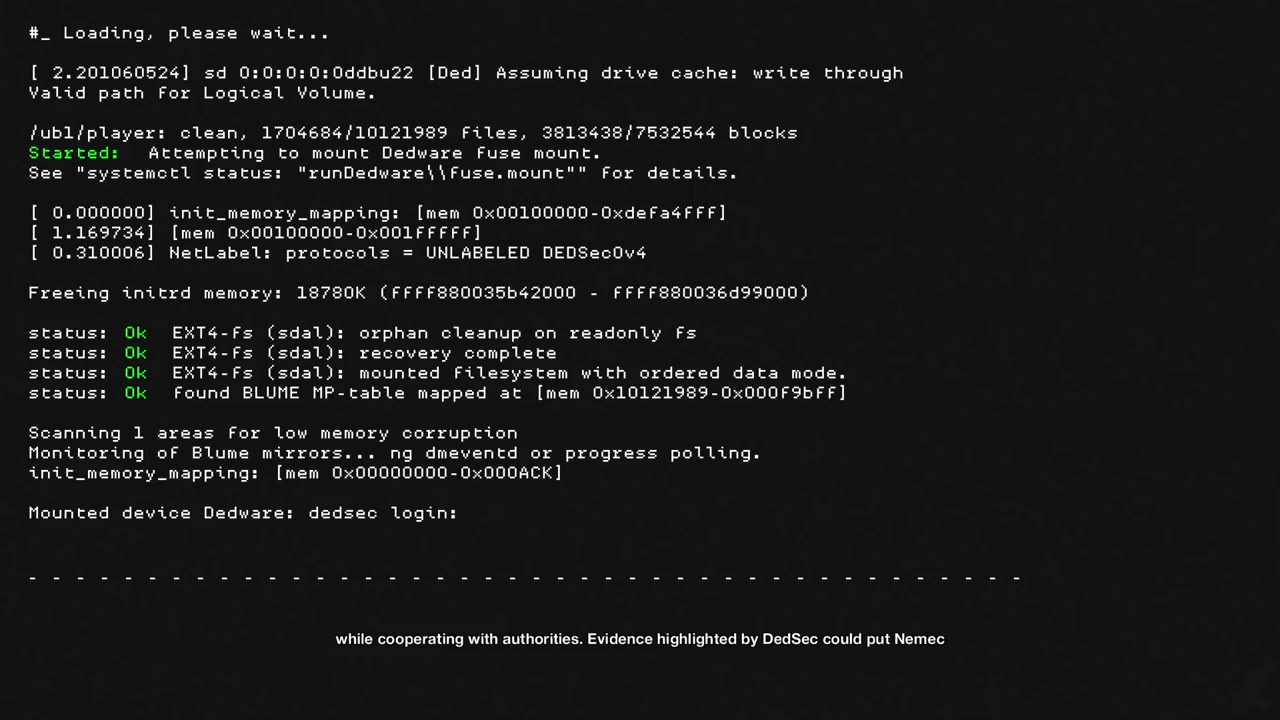 #_ Loading, please wait...
[ 2.201060524] sd 0:0:0:0:0ddbu22 [Ded] Assuming drive cache: write through
Valid path for Logical Volume.
/ubl/player: clean, 1704684/10121989 files, 3813438/7532544 blocks
Started: Attempting to mount Dedware fuse mount.
See "systemctl status: "runDedware\\fuse.mount"" for details.
[ 0.000000] init_memory_mapping: [mem 0x00100000-0xdefa4fff]
[ 1.169734] [mem 0x00100000-0x001fffff]
[ 0.310006] NetLabel: protocols = UNLABELED DEDSec0v4
Freeing initrd memory: 18780K (ffff880035b42000 - ffff880036d99000)
status: Ok EXT4-fs (sdal): orphan cleanup on readonly fs
status: Ok EXT4-fs (sdal): recovery complete
status: Ok EXT4-fs (sdal): mounted filesystem with ordered data mode.
status: Ok found BLUME MP-table mapped at [mem 0x10121989-0x000f9bff]
Scanning 1 areas for low memory corruption
Monitoring of Blume mirrors... ng dmeventd or progress polling.
init_memory_mapping: [mem 0x00000000-0x000ACK]
Mounted device Dedware: dedsec login:
- - - - - - - - - - - - - - - - - - - - - - - - - - - - - - - - - - - - - - - - - -
while cooperating with authorities. Evidence highlighted by DedSec could put Nemec